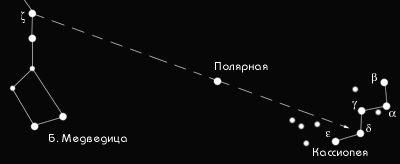 ζ
Полярная
β
γ
α
ε
δ
Б. Медведица
Кассиопея